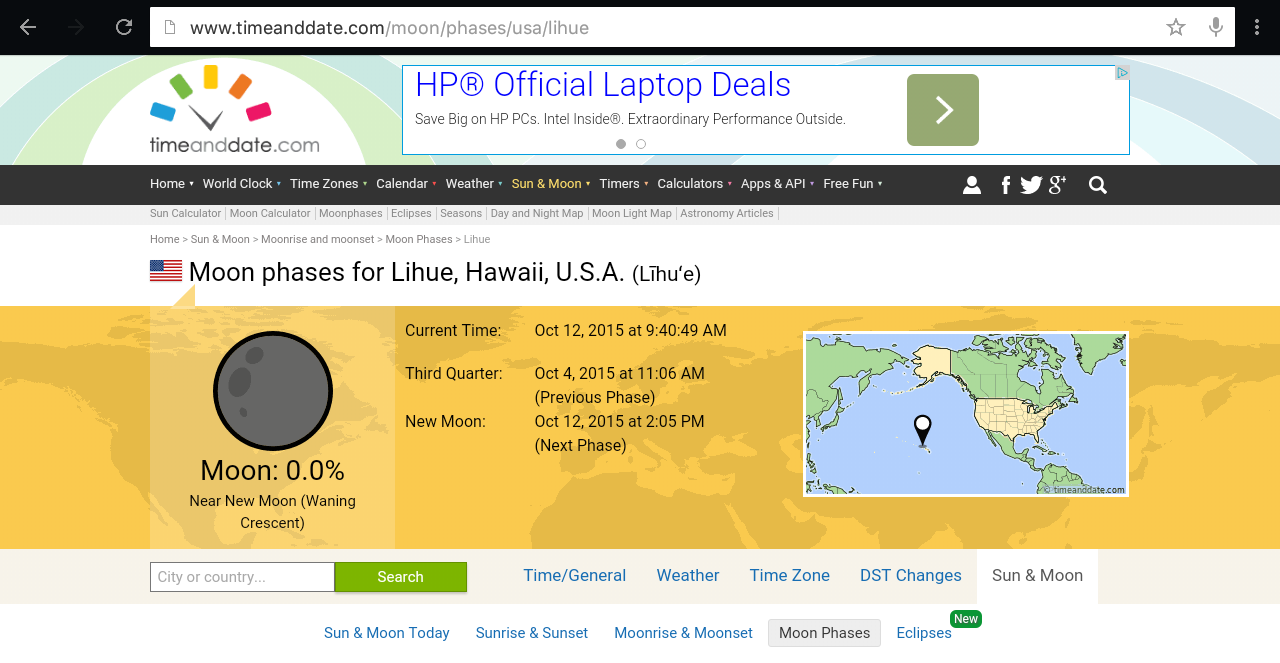 www.timeanddate.com/moon/phases/usa/lihue
timeanddate.com
HP® Official Laptop Deals
Save Big on HP PCs. Intel Inside®. Extraordinary Performance Outside.
Home World Clock Time Zones Calendar Weather Sun & Moon Timers Calculators Apps & API Free Fun
Sun Calculator Moon Calculator Moonphases Eclipses Seasons Day and Night Map Moon Light Map Astronomy Articles
Home > Sun & Moon > Moonrise and moonset > Moon Phases > Lihue
Moon phases for Lihue, Hawaii, U.S.A. (Līhuʻe)
Current Time: Oct 12, 2015 at 9:40:49 AM
Third Quarter: Oct 4, 2015 at 11:06 AM
(Previous Phase)
New Moon: Oct 12, 2015 at 2:05 PM
(Next Phase)
Moon: 0.0%
Near New Moon (Waning
Crescent)
© timeanddate.com
City or country... Search
Time/General Weather Time Zone DST Changes Sun & Moon
Sun & Moon Today Sunrise & Sunset Moonrise & Moonset Moon Phases Eclipses New